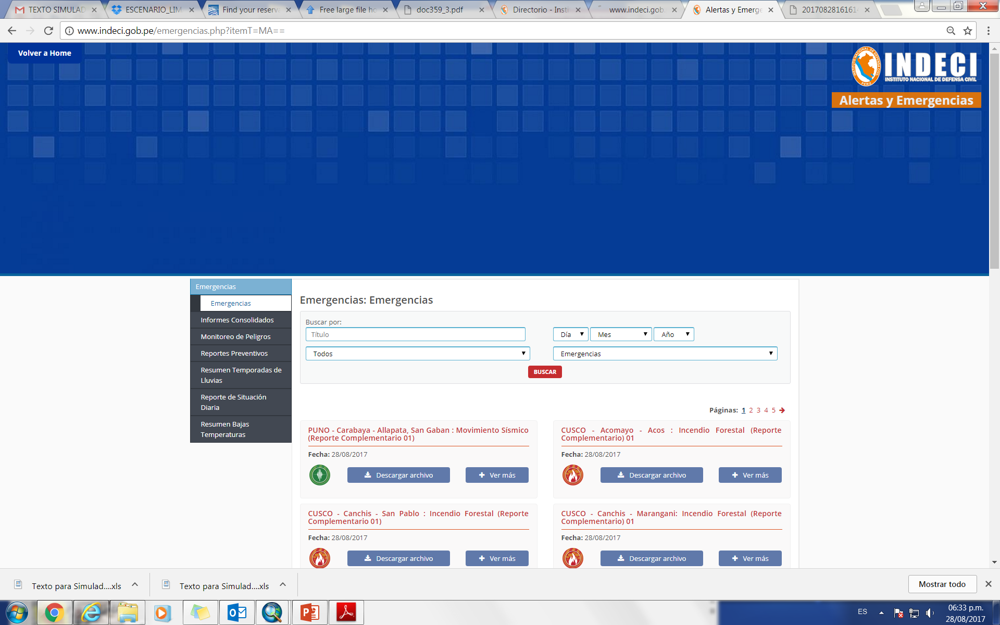 TEXTO SIMULAD
ESCENARIO_LIM
Find your reserv
Free large file ho
doc359_3.pdf
Directorio - Insti
www.indeci.gob.
Alertas y Emerge
20170828161614
www.indeci.gob.pe/emergencias.php?itemT=MA==
Volver a Home
INDECI
INSTITUTO NACIONAL DE DEFENSA CIVIL
Alertas y Emergencias
Emergencias
Emergencias
Informes Consolidados
Monitoreo de Peligros
Reportes Preventivos
Resumen Temporadas de
Lluvias
Reporte de Situación
Diaria
Resumen Bajas
Temperaturas
Emergencias: Emergencias
Buscar por:
Título
Día
Mes
Año
Todos
Emergencias
BUSCAR
Páginas: 1 2 3 4 5
PUNO - Carabaya - Allapata, San Gaban : Movimiento Sísmico
(Reporte Complementario 01)
Fecha: 28/08/2017
Descargar archivo
Ver más
CUSCO - Acomayo - Acos : Incendio Forestal (Reporte
Complementario) 01
Fecha: 28/08/2017
Descargar archivo
Ver más
CUSCO - Canchis - San Pablo : Incendio Forestal (Reporte
Complementario 01)
Fecha: 28/08/2017
Descargar archivo
Ver más
CUSCO - Canchis - Marangani: Incendio Forestal (Reporte
Complementario) 01
Fecha: 28/08/2017
Descargar archivo
Ver más
Texto para Simulad....xls
Texto para Simulad....xls
Mostrar todo
ES
06:33 p.m.
28/08/2017